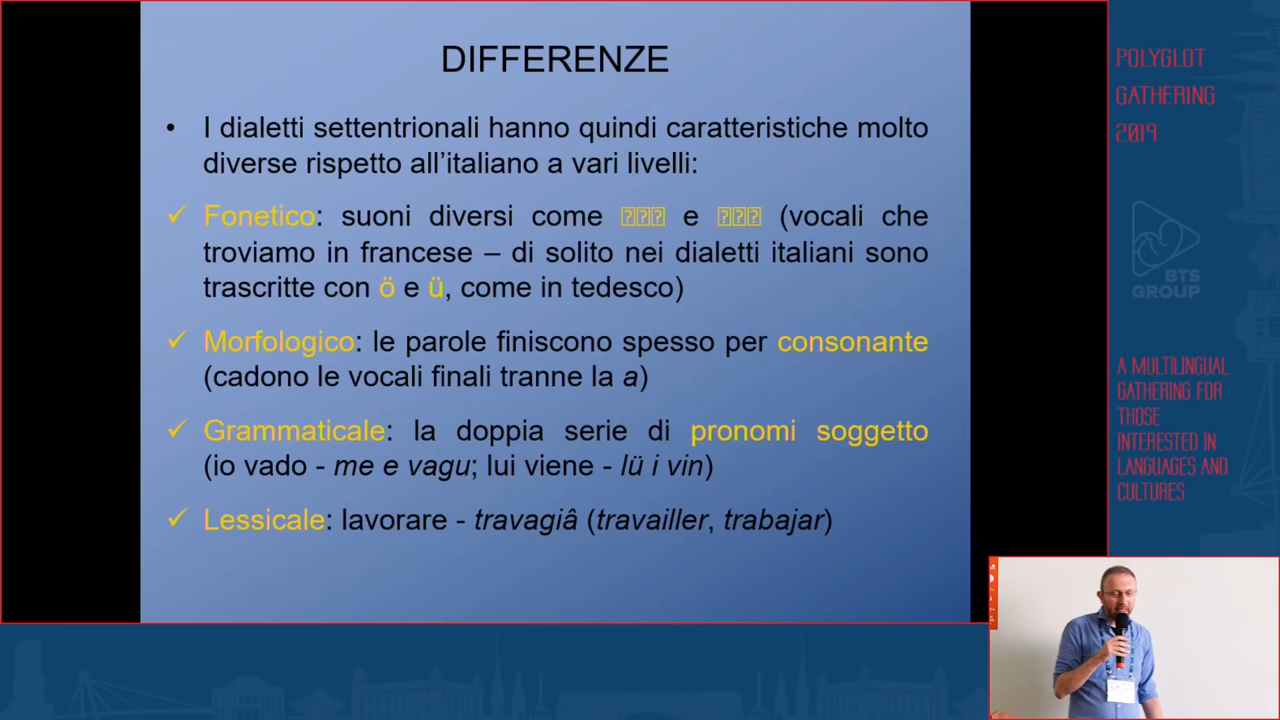 DIFFERENZE
• I dialetti settentrionali hanno quindi caratteristiche molto
diverse rispetto all’italiano a vari livelli:
✓ Fonetico: suoni diversi come ⍰⍰⍰ e ⍰⍰⍰ (vocali che
troviamo in francese – di solito nei dialetti italiani sono
trascritte con ö e ü, come in tedesco)
✓ Morfologico: le parole finiscono spesso per consonante
(cadono le vocali finali tranne la a)
✓ Grammaticale: la doppia serie di pronomi soggetto
(io vado - me e vagu; lui viene - lü i vin)
✓ Lessicale: lavorare - travagiâ (travailler, trabajar)
POLYGLOT
GATHERING
2019
BTS
GROUP
A MULTILINGUAL
GATHERING FOR
THOSE
INTERESTED IN
LANGUAGES AND
CULTURES